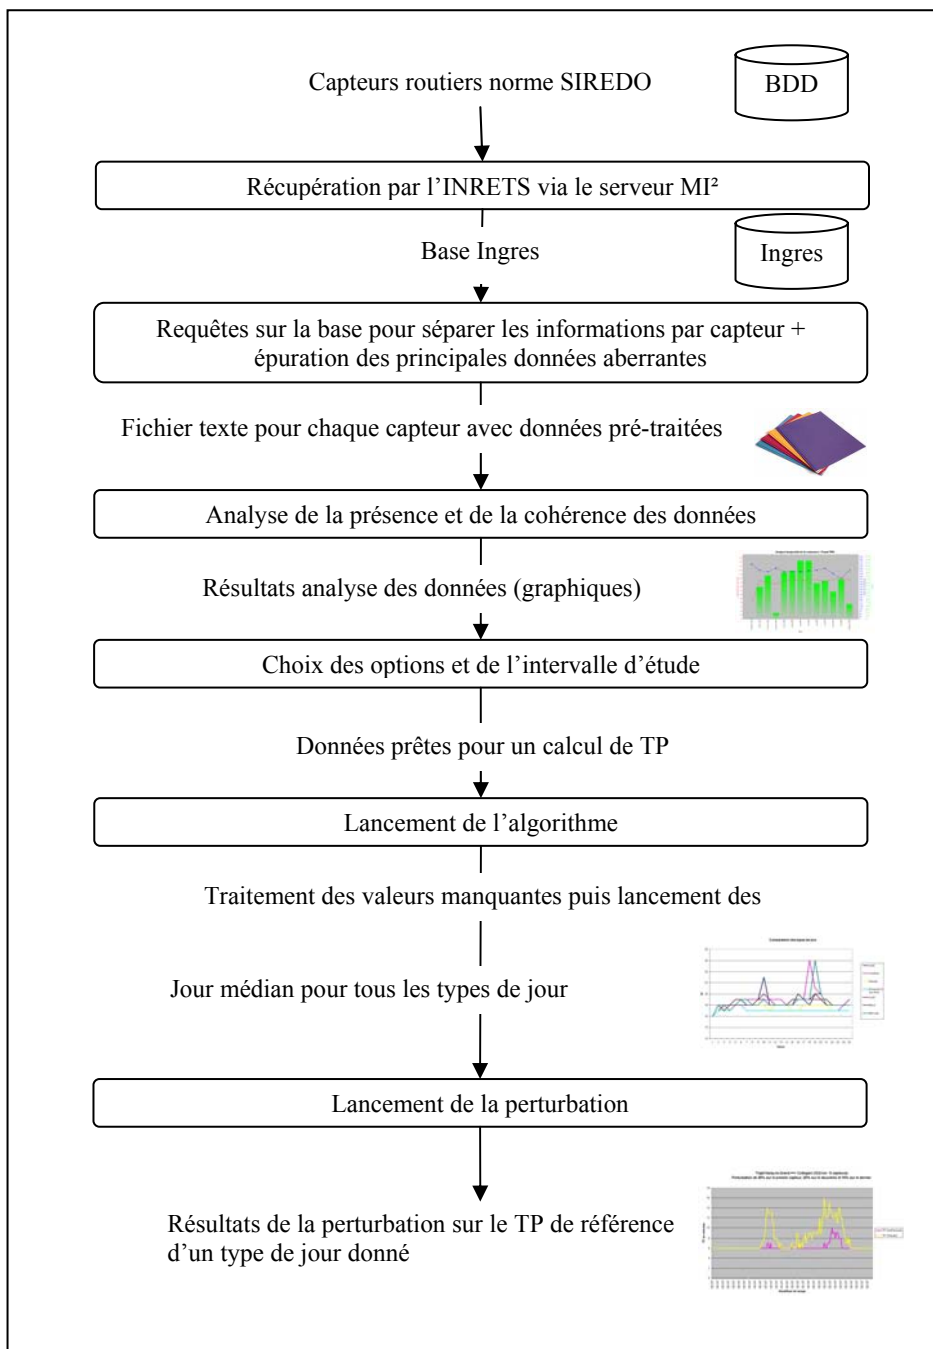 Capteurs routiers norme SIREDO
BDD
Récupération par l’INRETS via le serveur MI²
Base Ingres
Ingres
Requêtes sur la base pour séparer les informations par capteur +
épuration des principales données aberrantes
Fichier texte pour chaque capteur avec données pré-traitées
Analyse de la présence et de la cohérence des données
Résultats analyse des données (graphiques)
Choix des options et de l’intervalle d’étude
Données prêtes pour un calcul de TP
Lancement de l’algorithme
Traitement des valeurs manquantes puis lancement des
Jour médian pour tous les types de jour
Lancement de la perturbation
Résultats de la perturbation sur le TP de référence
d’un type de jour donné